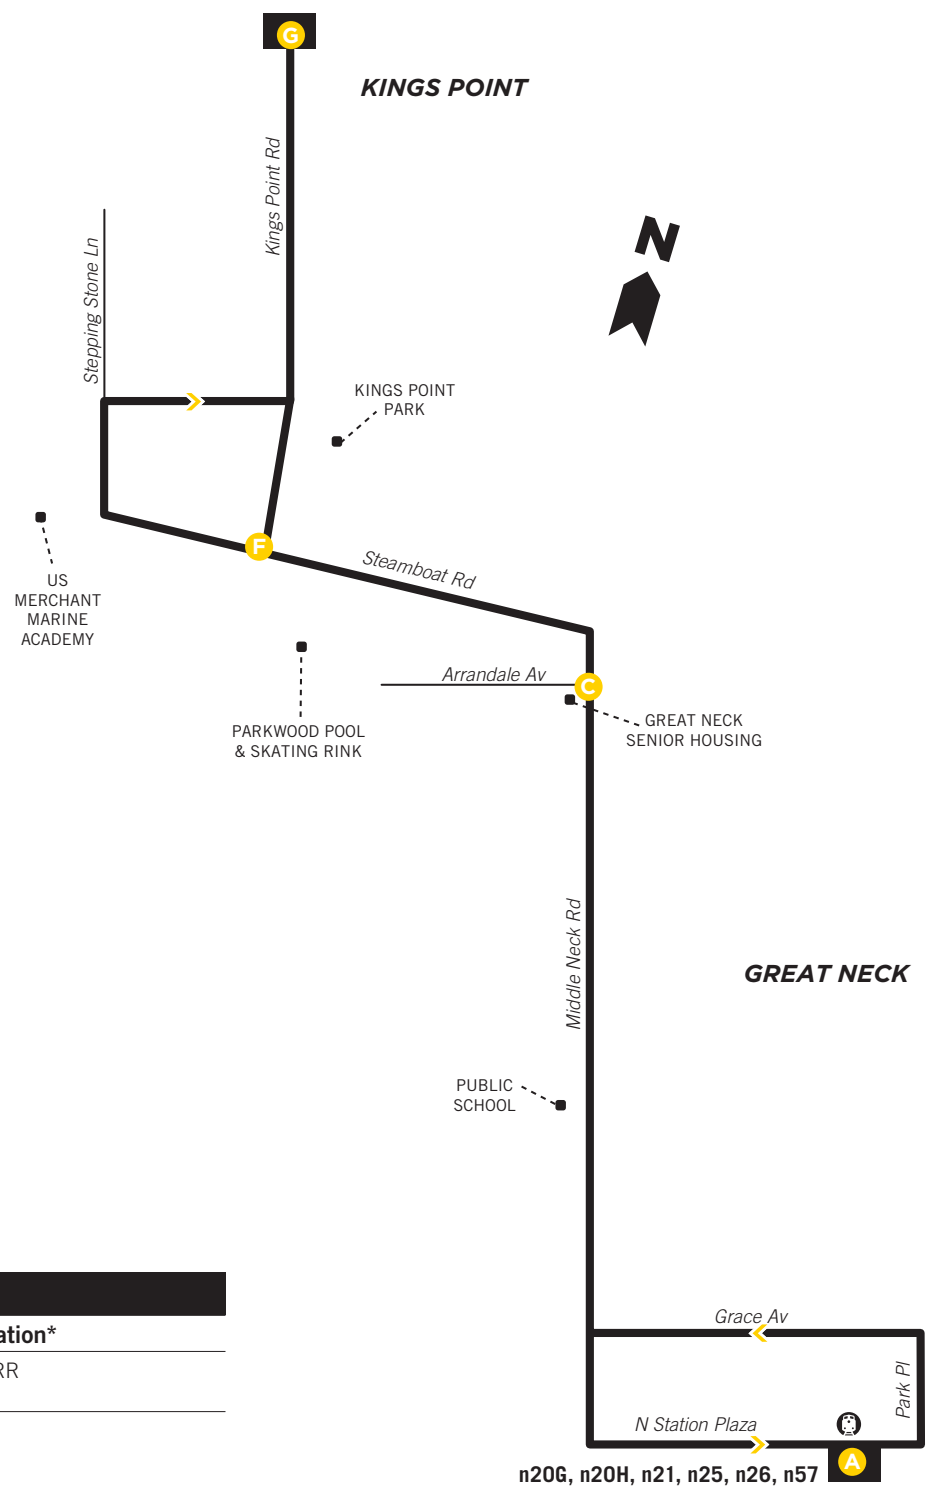 G
KINGS POINT
Kings Point Rd
N
Stepping Stone Ln
KINGS POINT
PARK
F
Steamboat Rd
US
MERCHANT
MARINE
ACADEMY
Arrandale Av
C
PARKWOOD POOL
& SKATING RINK
GREAT NECK
SENIOR HOUSING
Middle Neck Rd
GREAT NECK
PUBLIC
SCHOOL
Grace Av
ation*
RR
Park Pl
N Station Plaza
A
n20G, n20H, n21, n25, n26, n57